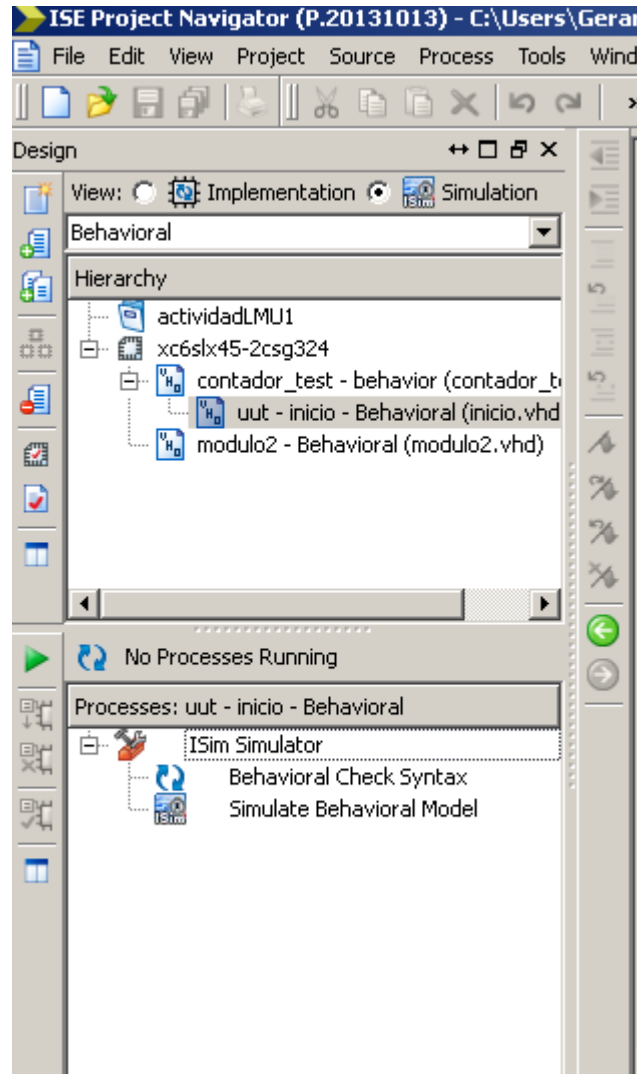 ISE Project Navigator (P.20131013) - C:\Users\Gerar
File Edit View Project Source Process Tools Wind
Design
View: Implementation Simulation
Behavioral
Hierarchy
actividadLMU1
xc6slx45-2csg324
contador_test - behavior (contador_t
uut - inicio - Behavioral (inicio.vhd
modulo2 - Behavioral (modulo2.vhd)
No Processes Running
Processes: uut - inicio - Behavioral
ISim Simulator
Behavioral Check Syntax
Simulate Behavioral Model